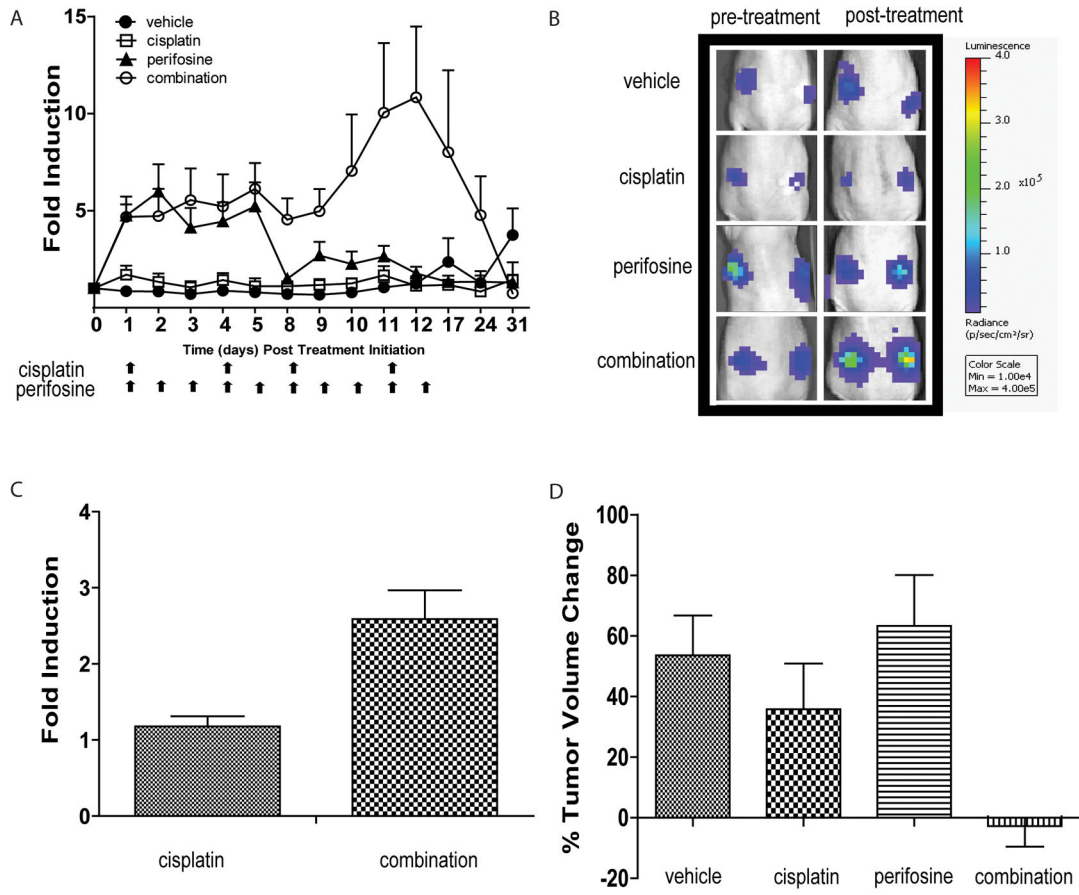 A
15
10
5
Fold Induction
vehicle
cisplatin
perifosine
combination
0 1 2 3 4 5 8 9 10 11 12 17 24 31
Time (days) Post Treatment Initiation
cisplatin
perifosine
B
pre-treatment post-treatment
vehicle
cisplatin
perifosine
combination
Luminescence
4.0
3.0
2.0
x10⁵
1.0
Radiance
(p/sec/cm²/sr)
Color Scale
Min = 1.00e4
Max = 4.00e5
C
Fold Induction
4
3
2
1
0
cisplatin combination
D
% Tumor Volume Change
100
80
60
40
20
0
-20
vehicle cisplatin perifosine combination